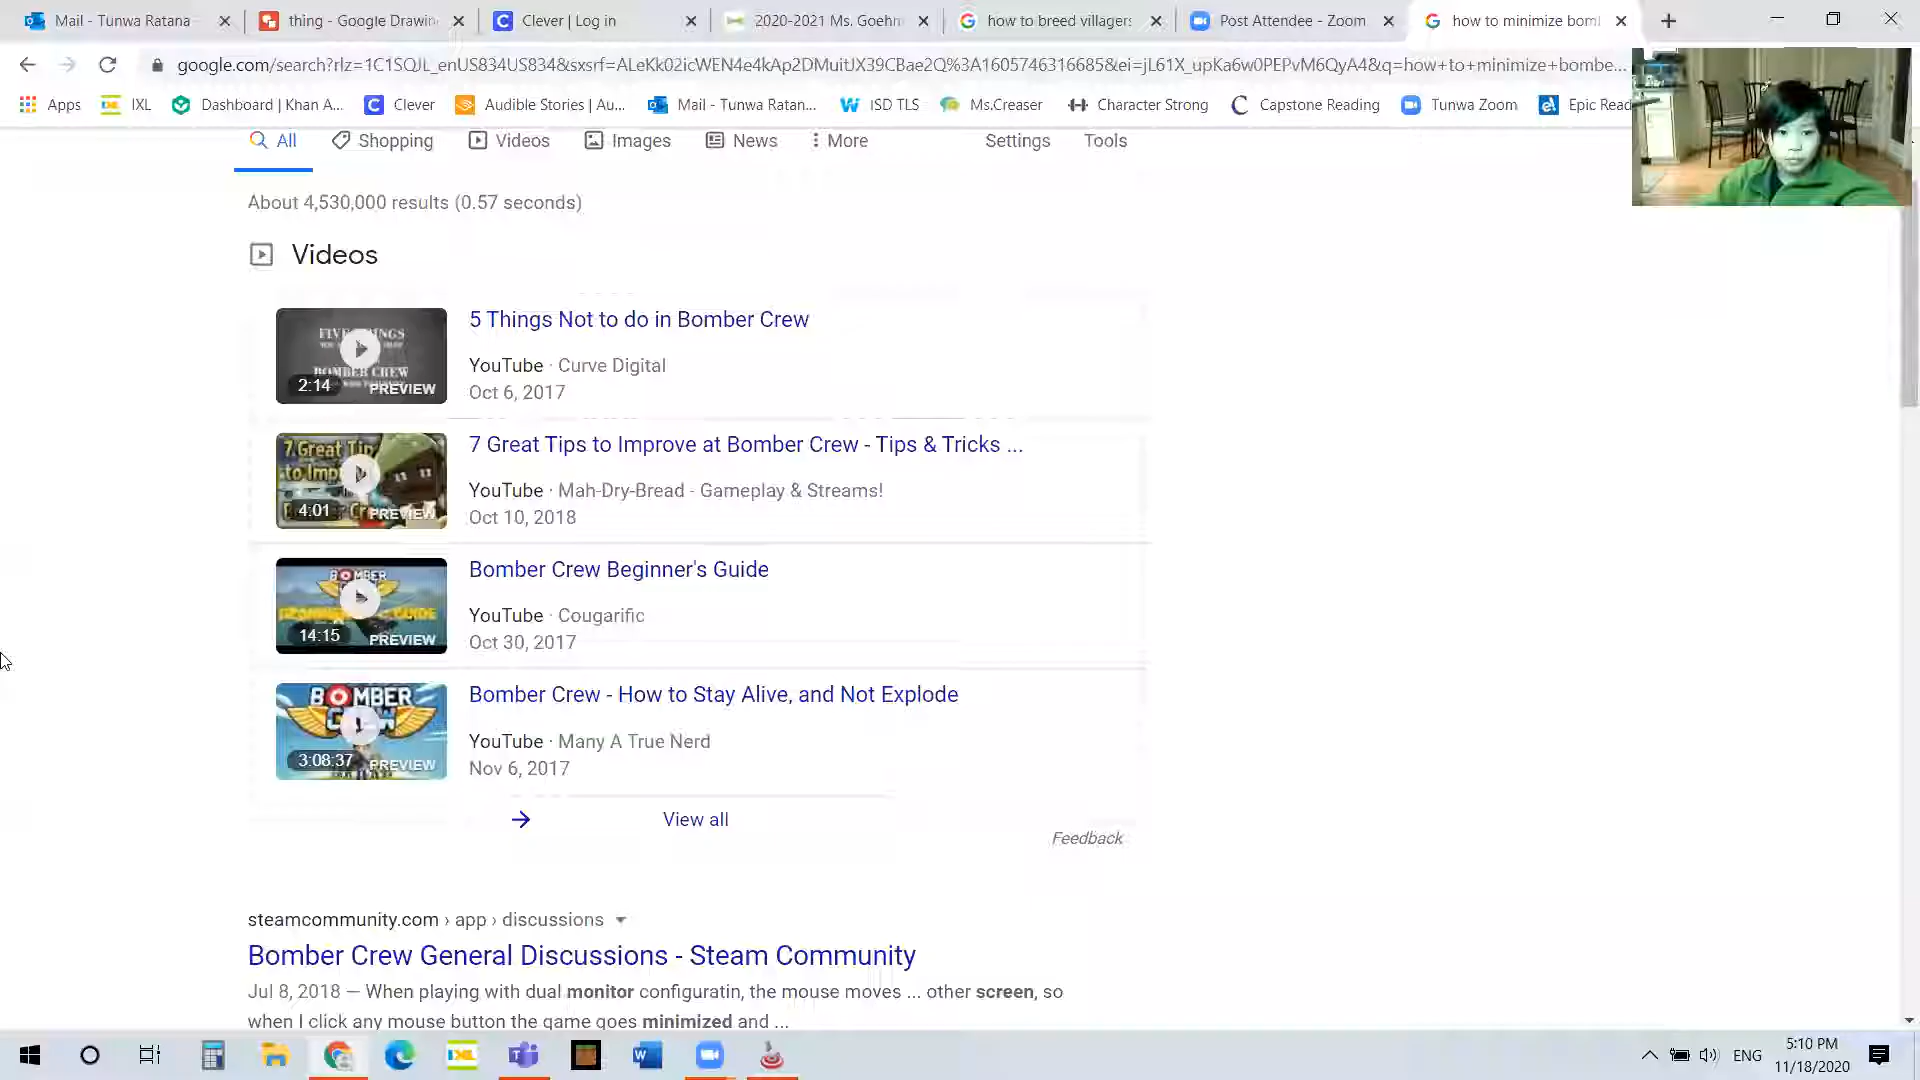 Mail - Tunwa Ratana
thing - Google Drawin
Clever | Log in
2020-2021 Ms. Goehn
how to breed villagers
Post Attendee - Zoom
how to minimize bom
google.com/search?rlz=1C1SQJL_enUS834US834&sxsrf=ALeKk02icWEN4e4kAp2DMuitJX39CBae2Q%3A1605746316685&ei=jL61X_upKa6w0PEPvM6QyA4&q=how+to+minimize+bombe...
Apps
IXL
Dashboard | Khan A...
Clever
Audible Stories | Au...
Mail - Tunwa Ratan...
ISD TLS
Ms.Creaser
Character Strong
Capstone Reading
Tunwa Zoom
Epic Read
All
Shopping
Videos
Images
News
More
Settings
Tools
About 4,530,000 results (0.57 seconds)
Videos
BOMBER CREW
2:14
PREVIEW
5 Things Not to do in Bomber Crew
YouTube · Curve Digital
Oct 6, 2017
7 Great Tip
4:01
PREVIEW
7 Great Tips to Improve at Bomber Crew - Tips & Tricks ...
YouTube · Mah-Dry-Bread - Gameplay & Streams!
Oct 10, 2018
BOMBER
14:15
PREVIEW
Bomber Crew Beginner's Guide
YouTube · Cougarific
Oct 30, 2017
BOMBER
3:08:37
PREVIEW
Bomber Crew - How to Stay Alive, and Not Explode
YouTube · Many A True Nerd
Nov 6, 2017
View all
Feedback
steamcommunity.com › app › discussions
Bomber Crew General Discussions - Steam Community
Jul 8, 2018 — When playing with dual monitor configuratin, the mouse moves ... other screen, so
when I click any mouse button the game goes minimized and ...
IXL
ENG
5:10 PM
11/18/2020